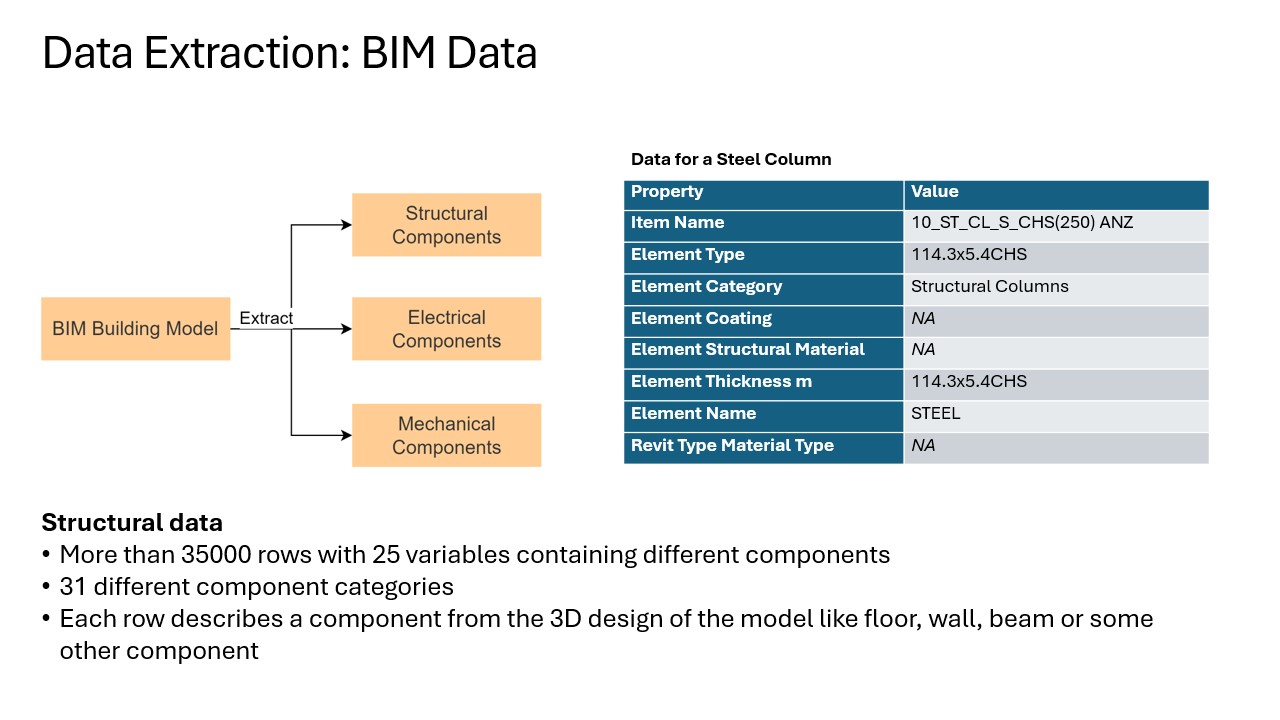 Data Extraction: BIM Data
BIM Building Model
Extract
Structural
Components
Electrical
Components
Mechanical
Components
Data for a Steel Column
Property Value
Item Name 10_ST_CL_S_CHS(250) ANZ
Element Type 114.3x5.4CHS
Element Category Structural Columns
Element Coating NA
Element Structural Material NA
Element Thickness m 114.3x5.4CHS
Element Name STEEL
Revit Type Material Type NA
Structural data
• More than 35000 rows with 25 variables containing different components
• 31 different component categories
• Each row describes a component from the 3D design of the model like floor, wall, beam or some
other component